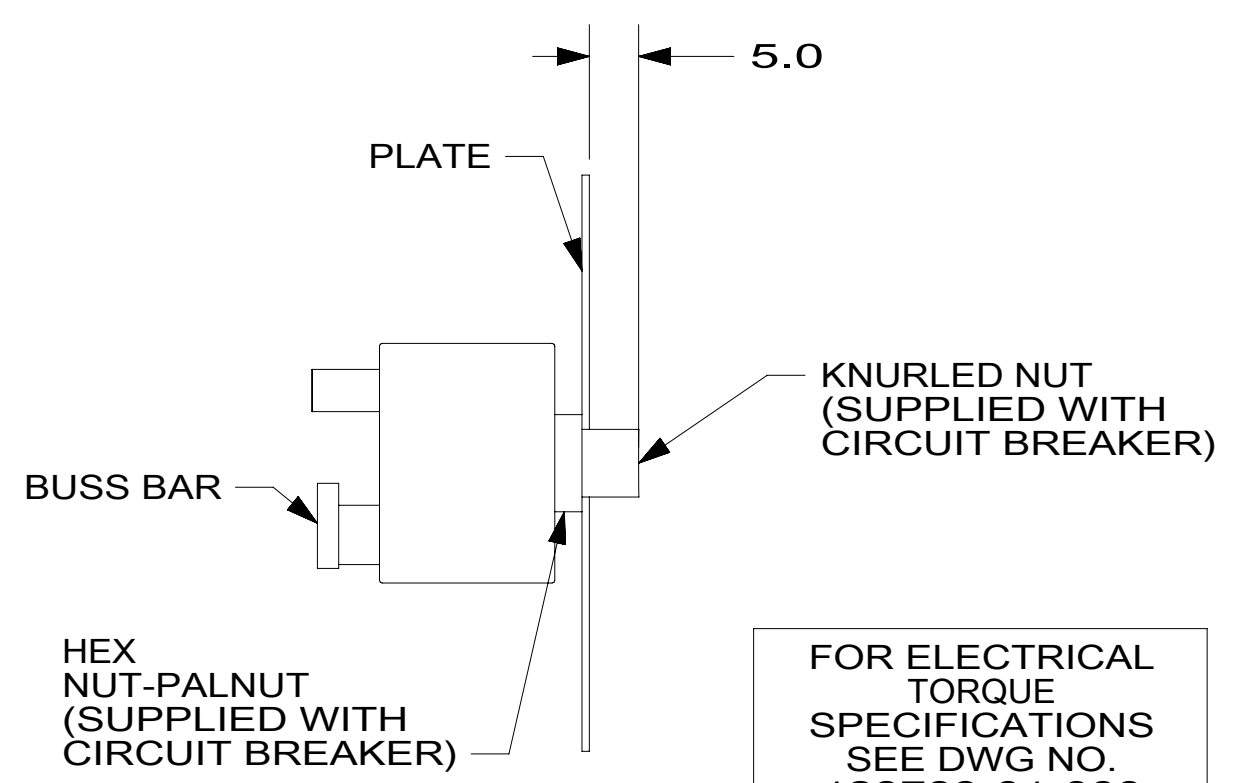 5.0
PLATE
KNURLED NUT
(SUPPLIED WITH
CIRCUIT BREAKER)
BUSS BAR
HEX
NUT-PALNUT
(SUPPLIED WITH
CIRCUIT BREAKER)
FOR ELECTRICAL
TORQUE
SPECIFICATIONS
SEE DWG NO.